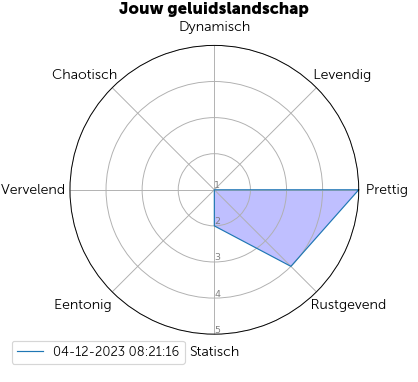 Jouw geluidslandschap
Dynamisch
Chaotisch
Levendig
Vervelend
1
Prettig
2
3
4
Eentonig
Rustgevend
5
04-12-2023 08:21:16
Statisch